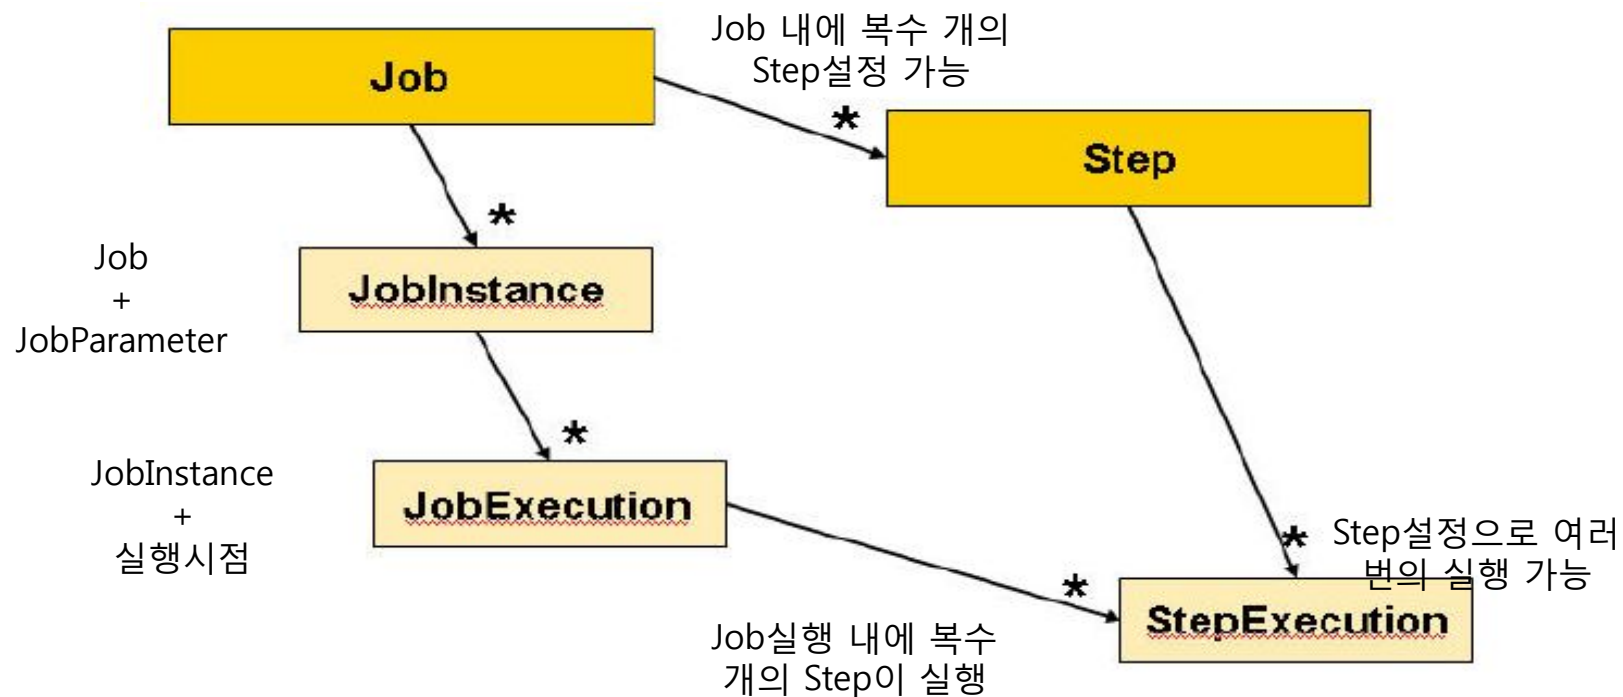 Job 내에 복수 개의
Step설정 가능
Job
*
Step
*
Job
+
JobParameter
JobInstance
*
JobInstance
+
실행시점
JobExecution
*
Step설정으로 여러
번의 실행 가능
*
StepExecution
Job실행 내에 복수
개의 Step이 실행